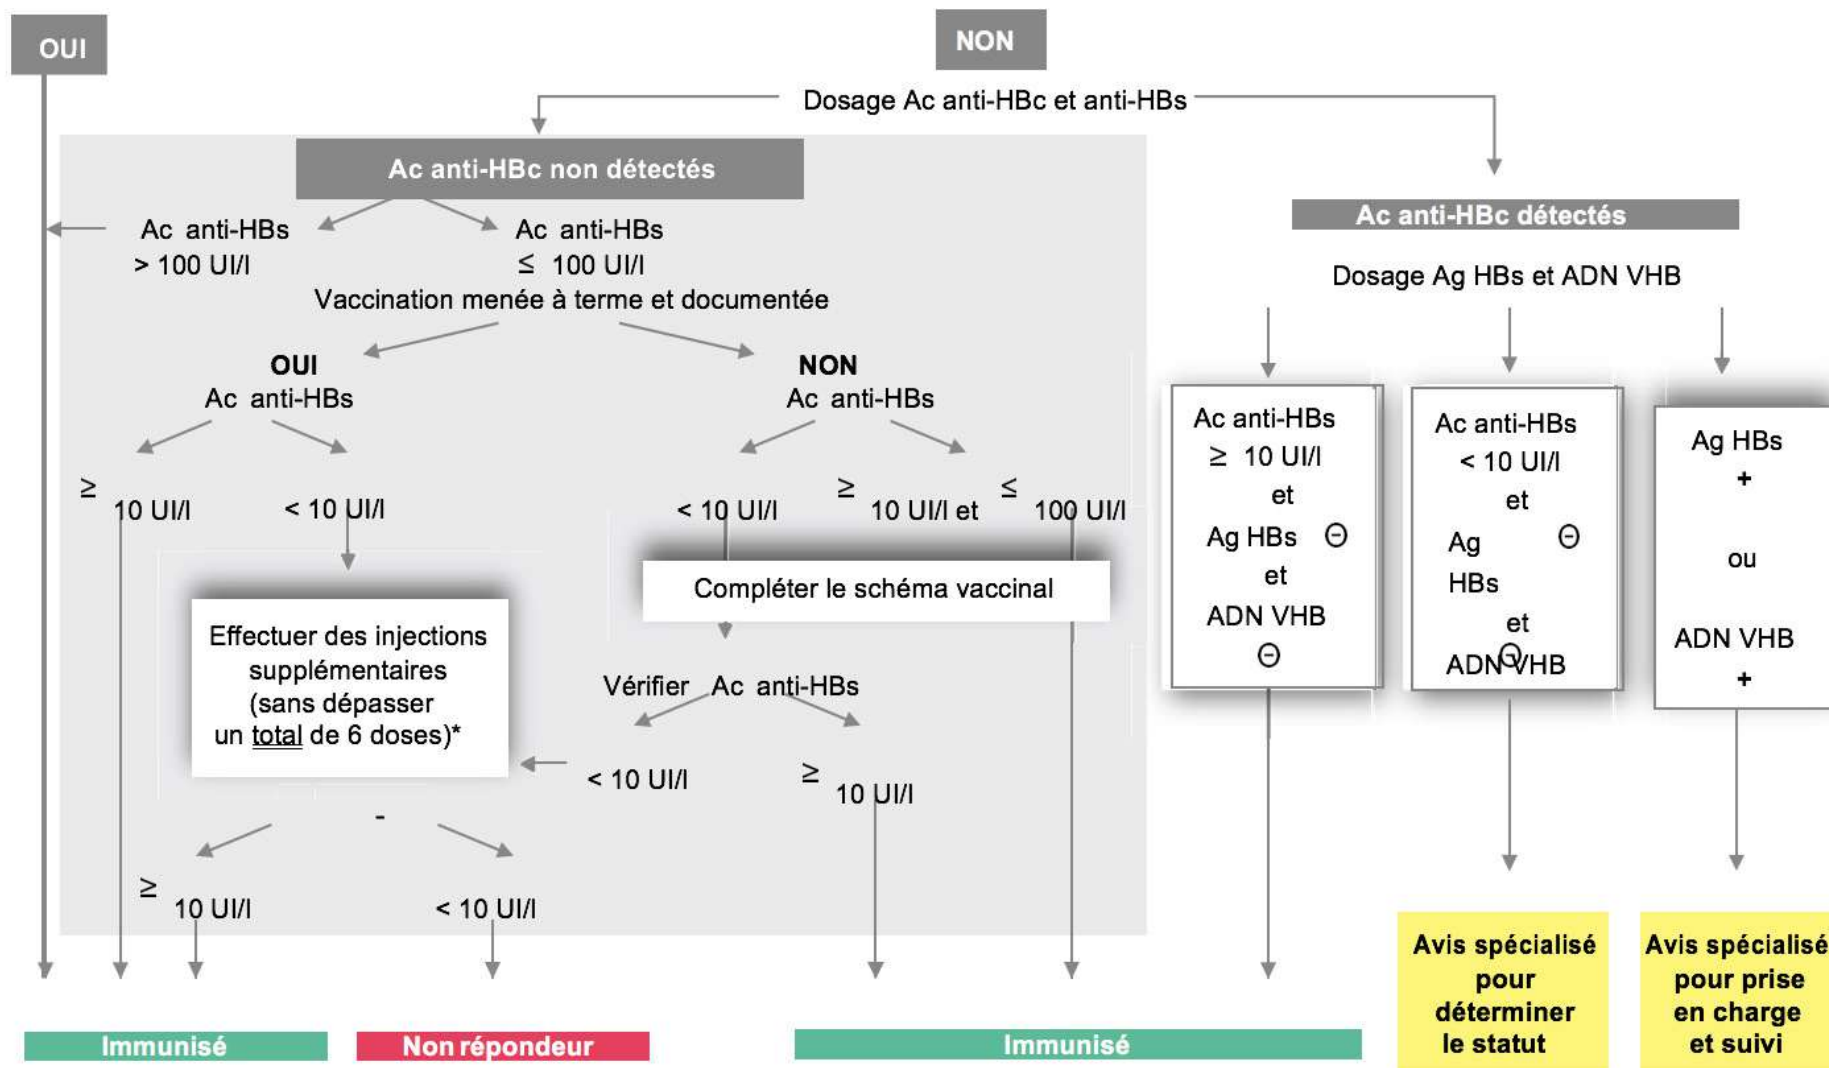 OUI
NON
Dosage Ac anti-HBc et anti-HBs
Ac anti-HBc non détectés
Ac anti-HBs
> 100 UI/l
Ac anti-HBs
≤ 100 UI/l
Vaccination menée à terme et documentée
OUI
Ac anti-HBs
NON
Ac anti-HBs
≥
10 UI/l
< 10 UI/l
< 10 UI/l
≥
10 UI/l et
≤
100 UI/l
Effectuer des injections
supplémentaires
(sans dépasser
un total de 6 doses)*
Compléter le schéma vaccinal
Vérifier Ac anti-HBs
< 10 UI/l
≥
10 UI/l
-
≥
10 UI/l
< 10 UI/l
Ac anti-HBc détectés
Dosage Ag HBs et ADN VHB
Ac anti-HBs
≥ 10 UI/l
et
Ag HBs ⊖
et
ADN VHB
⊖
Ac anti-HBs
< 10 UI/l
et
Ag ⊖
HBs
et
ADN VHB
⊖
Ag HBs
+
ou
ADN VHB
+
Immunisé
Non répondeur
Immunisé
Avis spécialisé
pour
déterminer
le statut
Avis spécialisé
pour prise
en charge
et suivi